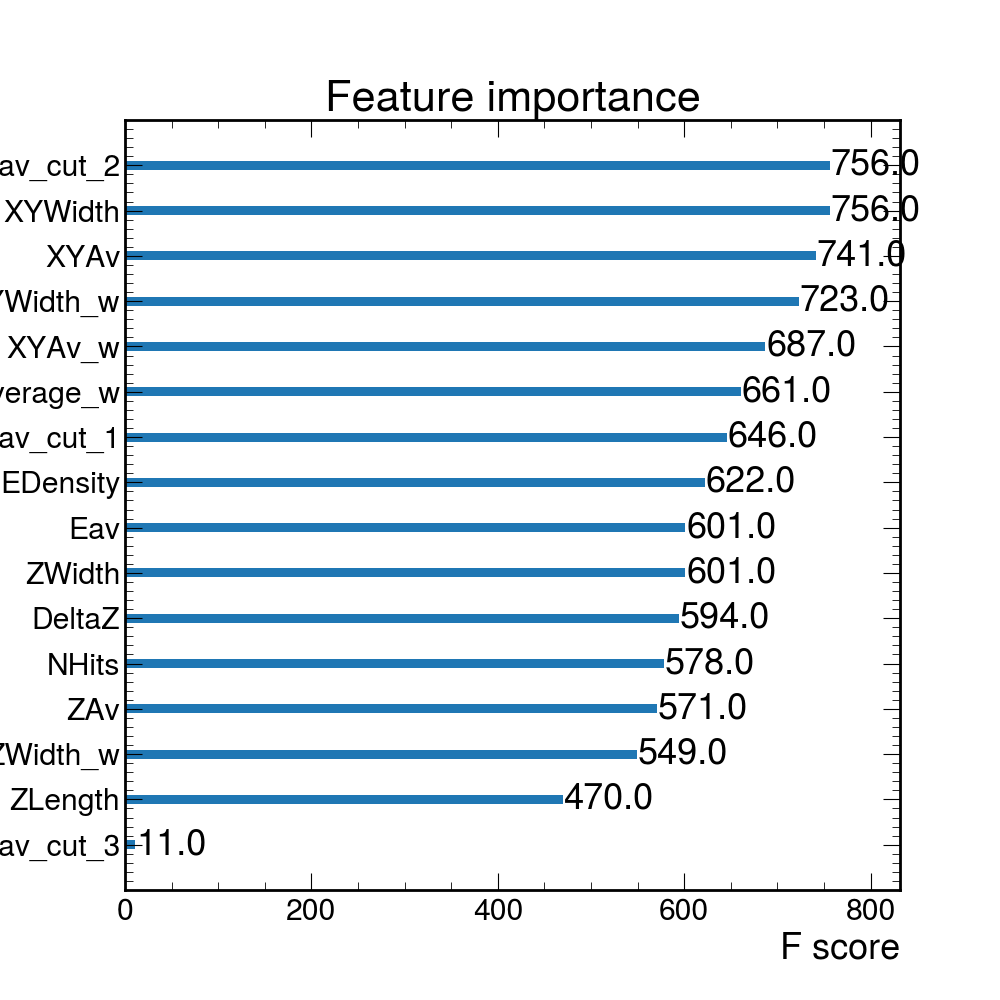 Feature importance
av_cut_2 756.0
XYWidth 756.0
XYAv 741.0
YWidth_w 723.0
XYAv_w 687.0
verage_w 661.0
av_cut_1 646.0
EDensity 622.0
Eav 601.0
ZWidth 601.0
DeltaZ 594.0
NHits 578.0
ZAv 571.0
ZWidth_w 549.0
ZLength 470.0
av_cut_3 11.0
0 200 400 600 800
F score